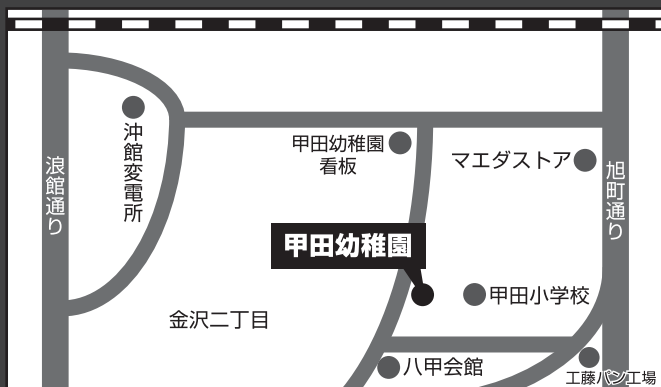 沖館変電所
浪館通り
甲田幼稚園
看板
マエダストア
旭町通り
甲田幼稚園
甲田小学校
金沢二丁目
八甲会館
工藤パン工場